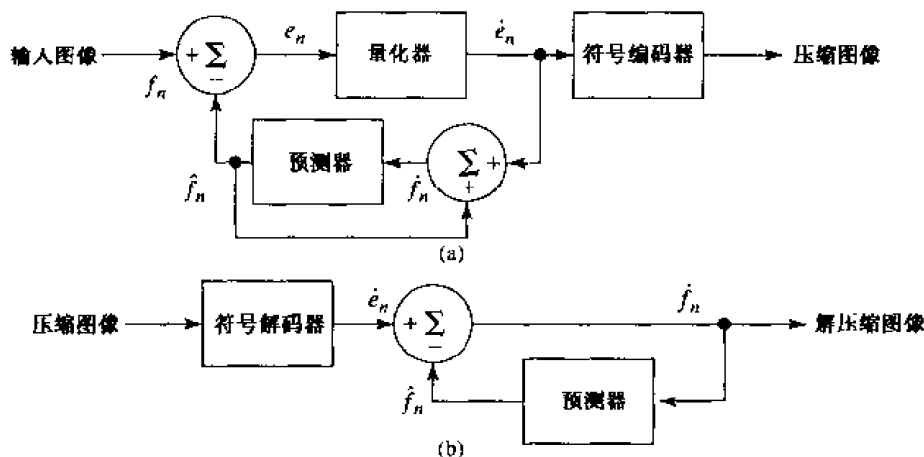 输入图像
f_n
+ Σ −
e_n
量化器
ė_n
符号编码器
压缩图像
f̂_n
预测器
ḟ_n
Σ + +
(a)
压缩图像
符号解码器
ė_n
+ Σ −
ḟ_n
解压缩图像
f̂_n
预测器
(b)